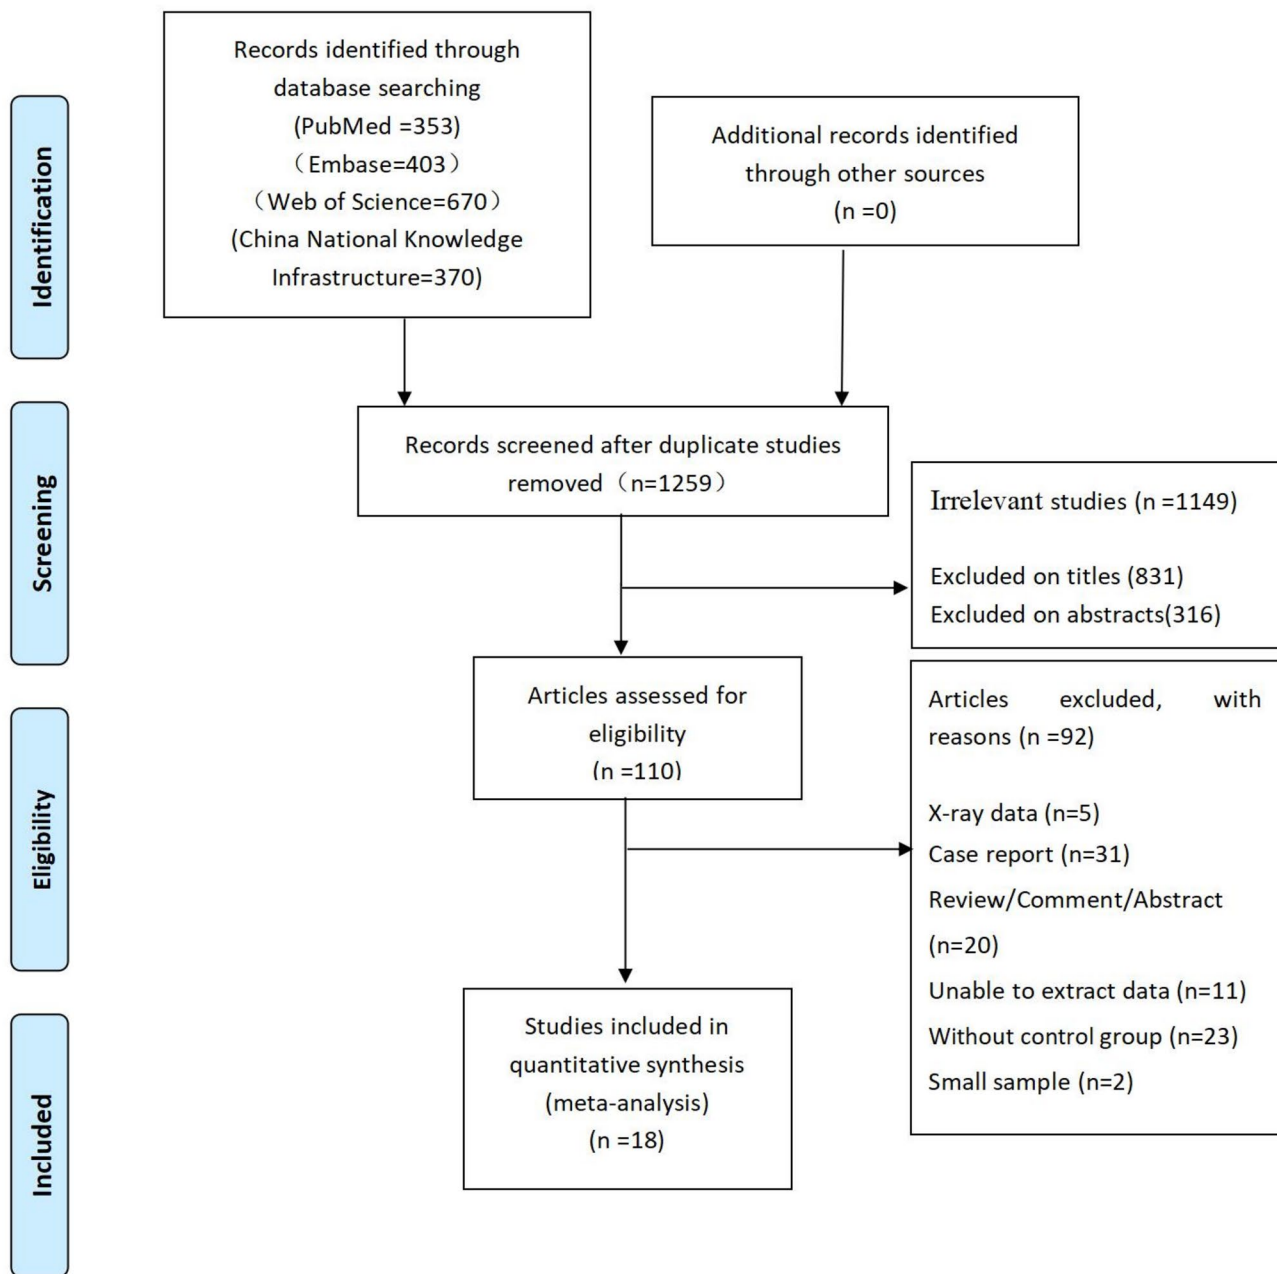 Identification
Records identified through
database searching
(PubMed =353)
（Embase=403）
（Web of Science=670）
(China National Knowledge
Infrastructure=370)
Additional records identified
through other sources
(n =0)
Screening
Records screened after duplicate studies
removed（n=1259）
Irrelevant studies (n =1149)
Excluded on titles (831)
Excluded on abstracts(316)
Eligibility
Articles assessed for
eligibility
(n =110)
Articles excluded, with
reasons (n =92)
X-ray data (n=5)
Case report (n=31)
Review/Comment/Abstract
(n=20)
Unable to extract data (n=11)
Without control group (n=23)
Small sample (n=2)
Included
Studies included in
quantitative synthesis
(meta-analysis)
(n =18)